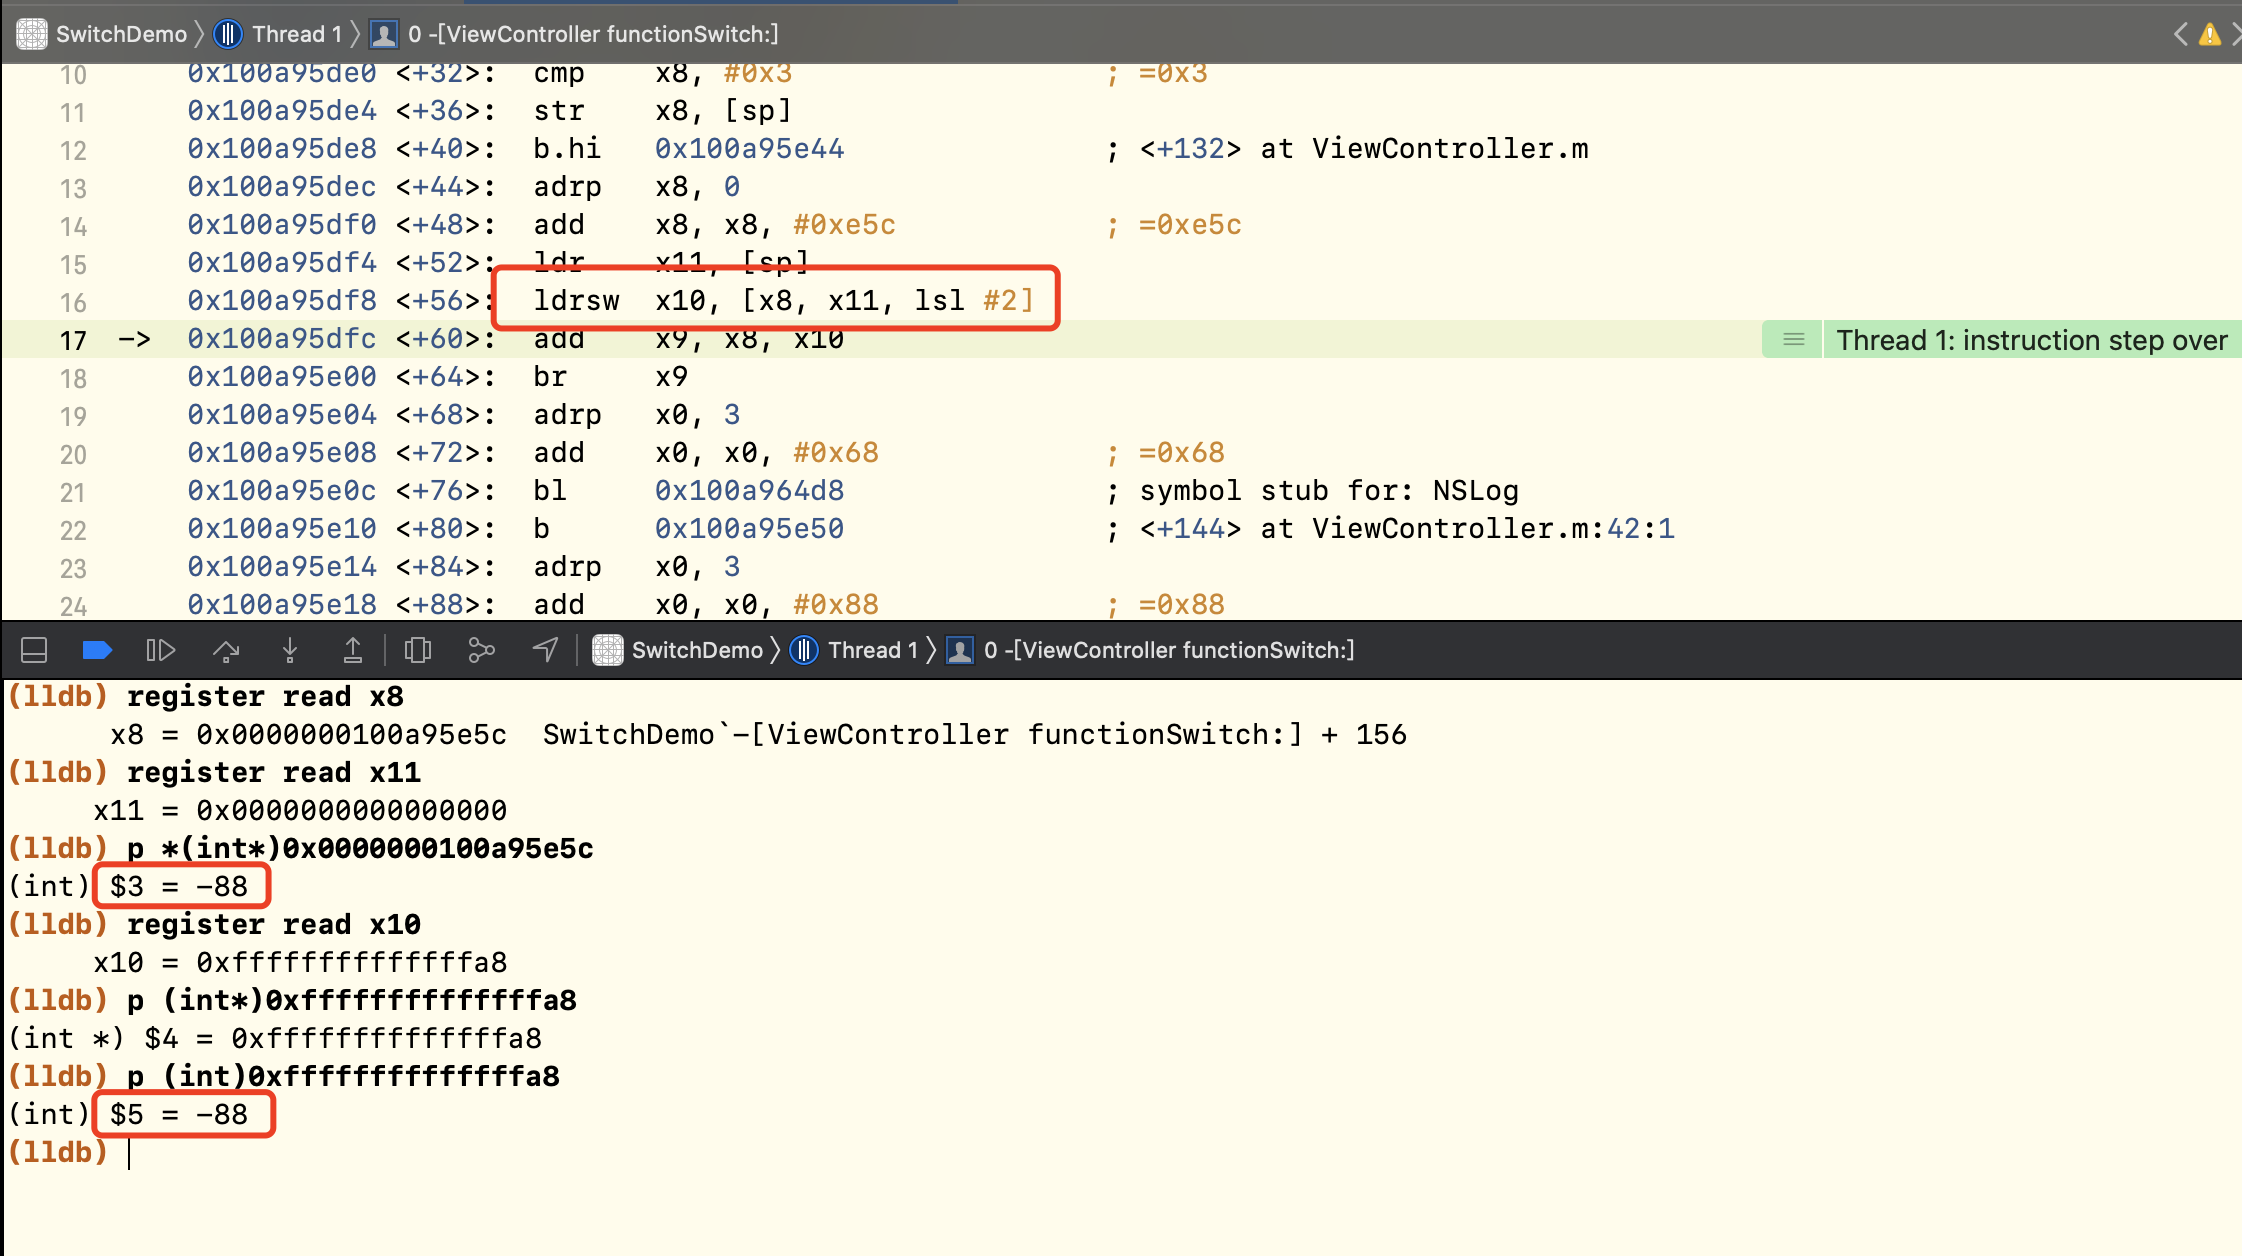 SwitchDemo 〉 Thread 1 〉 0 -[ViewController functionSwitch:]
10 0x100a95de0 <+32>: cmp x8, #0x3 ; =0x3
11 0x100a95de4 <+36>: str x8, [sp]
12 0x100a95de8 <+40>: b.hi 0x100a95e44 ; <+132> at ViewController.m
13 0x100a95dec <+44>: adrp x8, 0
14 0x100a95df0 <+48>: add x8, x8, #0xe5c ; =0xe5c
15 0x100a95df4 <+52>: ldr x11, [sp]
16 0x100a95df8 <+56>: ldrsw x10, [x8, x11, lsl #2]
17 -> 0x100a95dfc <+60>: add x9, x8, x10 Thread 1: instruction step over
18 0x100a95e00 <+64>: br x9
19 0x100a95e04 <+68>: adrp x0, 3
20 0x100a95e08 <+72>: add x0, x0, #0x68 ; =0x68
21 0x100a95e0c <+76>: bl 0x100a964d8 ; symbol stub for: NSLog
22 0x100a95e10 <+80>: b 0x100a95e50 ; <+144> at ViewController.m:42:1
23 0x100a95e14 <+84>: adrp x0, 3
24 0x100a95e18 <+88>: add x0, x0, #0x88 ; =0x88
SwitchDemo 〉 Thread 1 〉 0 -[ViewController functionSwitch:]
(lldb) register read x8
x8 = 0x0000000100a95e5c SwitchDemo`-[ViewController functionSwitch:] + 156
(lldb) register read x11
x11 = 0x0000000000000000
(lldb) p *(int*)0x0000000100a95e5c
(int) $3 = -88
(lldb) register read x10
x10 = 0xffffffffffffffa8
(lldb) p (int*)0xffffffffffffffa8
(int *) $4 = 0xffffffffffffffa8
(lldb) p (int)0xffffffffffffffa8
(int) $5 = -88
(lldb)